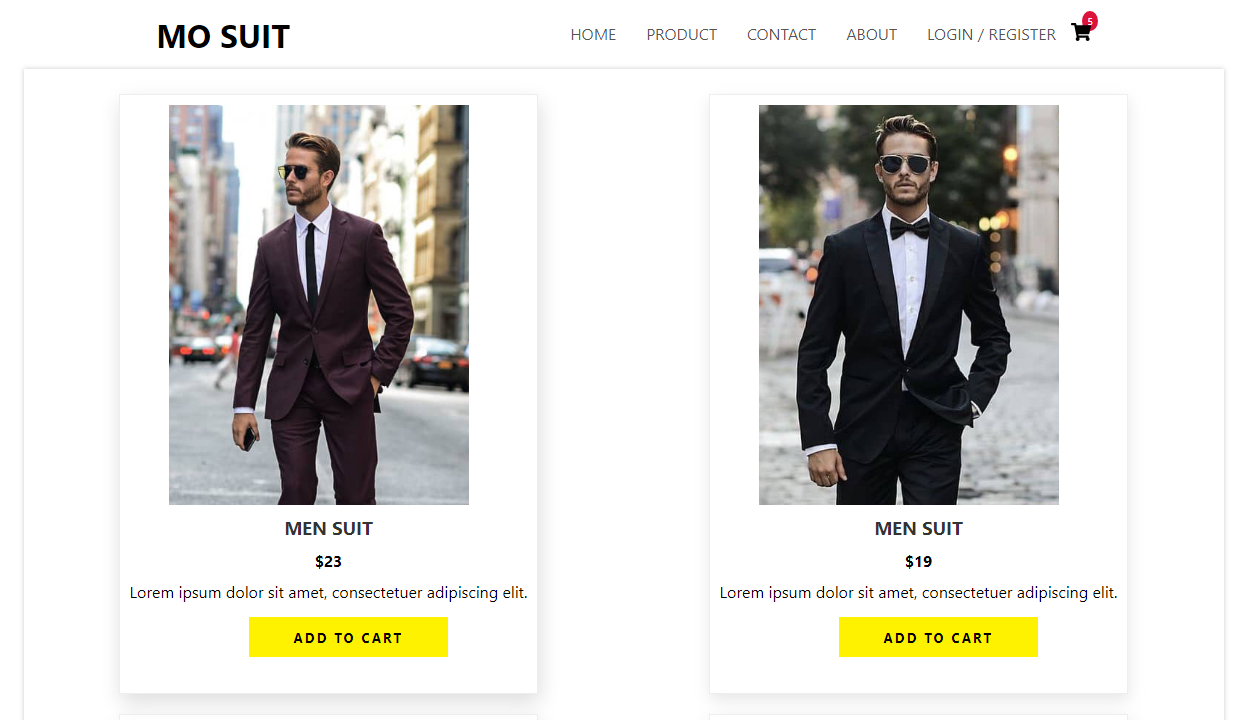 MO SUIT
HOME PRODUCT CONTACT ABOUT LOGIN / REGISTER 5
MEN SUIT
$23
Lorem ipsum dolor sit amet, consectetuer adipiscing elit.
ADD TO CART
MEN SUIT
$19
Lorem ipsum dolor sit amet, consectetuer adipiscing elit.
ADD TO CART